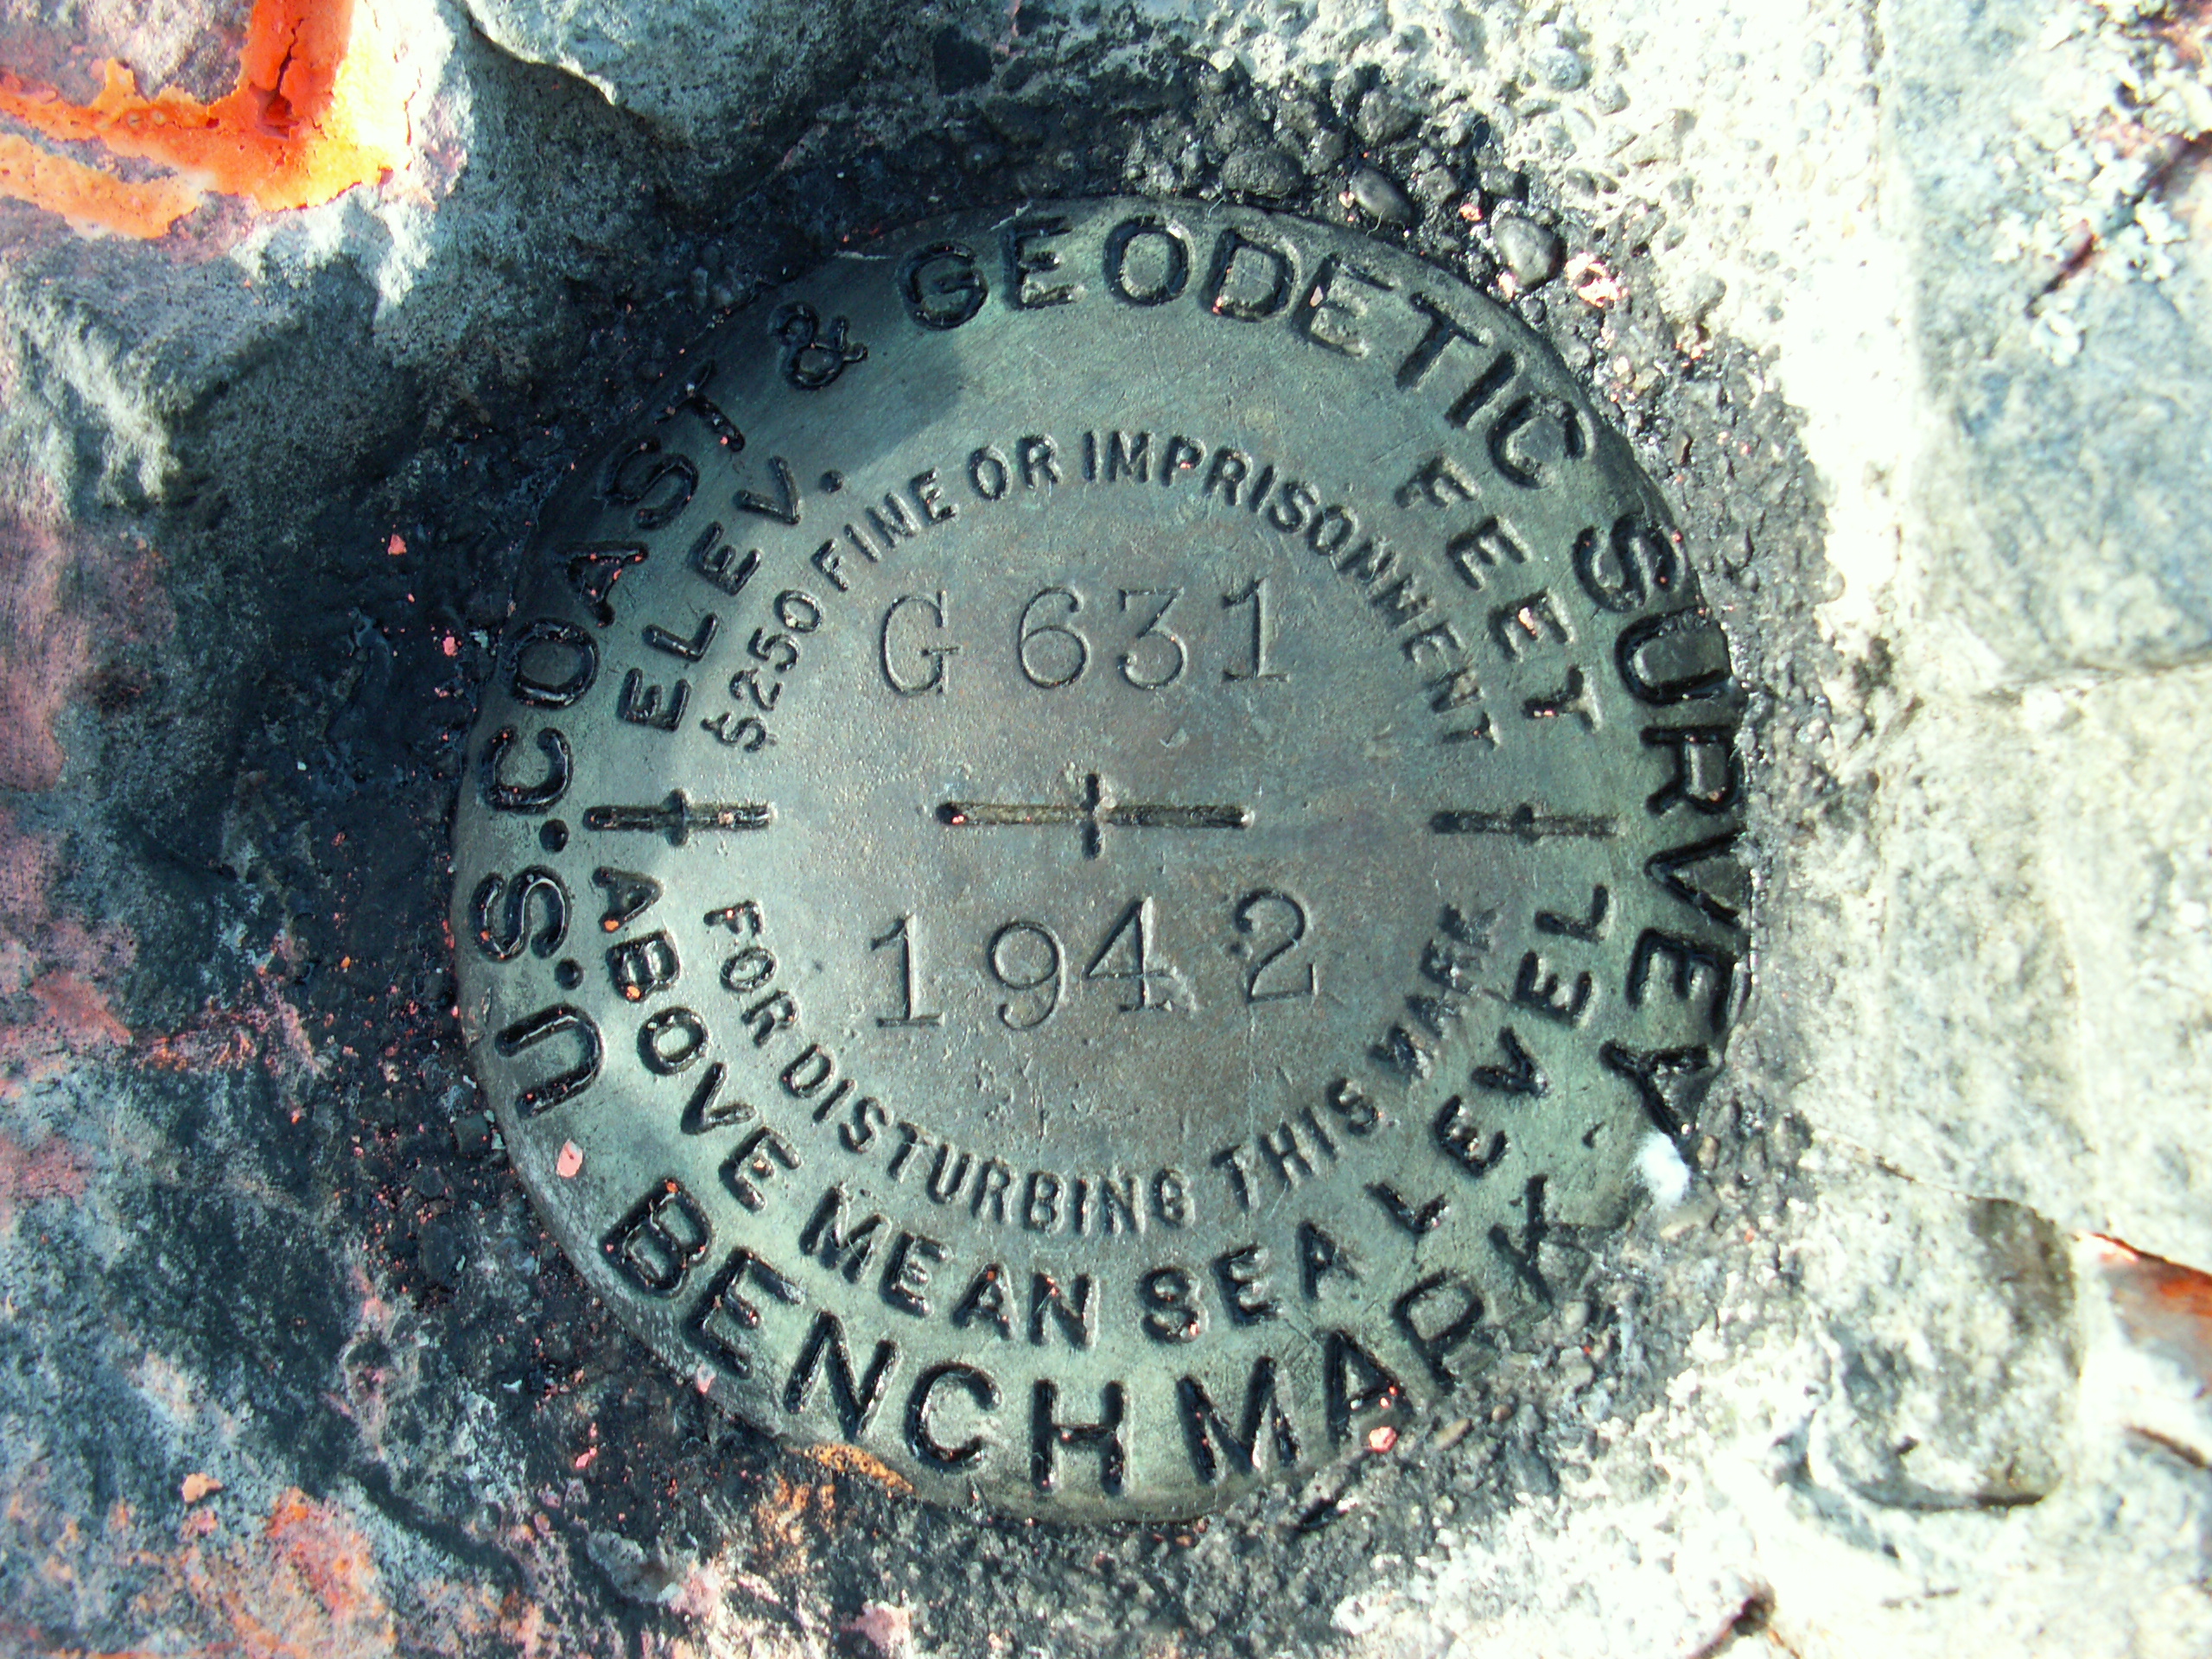 U.S. COAST & GEODETIC SURVEY
ELEV. FEET
$250 FINE OR IMPRISONMENT
G 631
1942
FOR DISTURBING THIS MARK
ABOVE MEAN SEA LEVEL
BENCH MARK